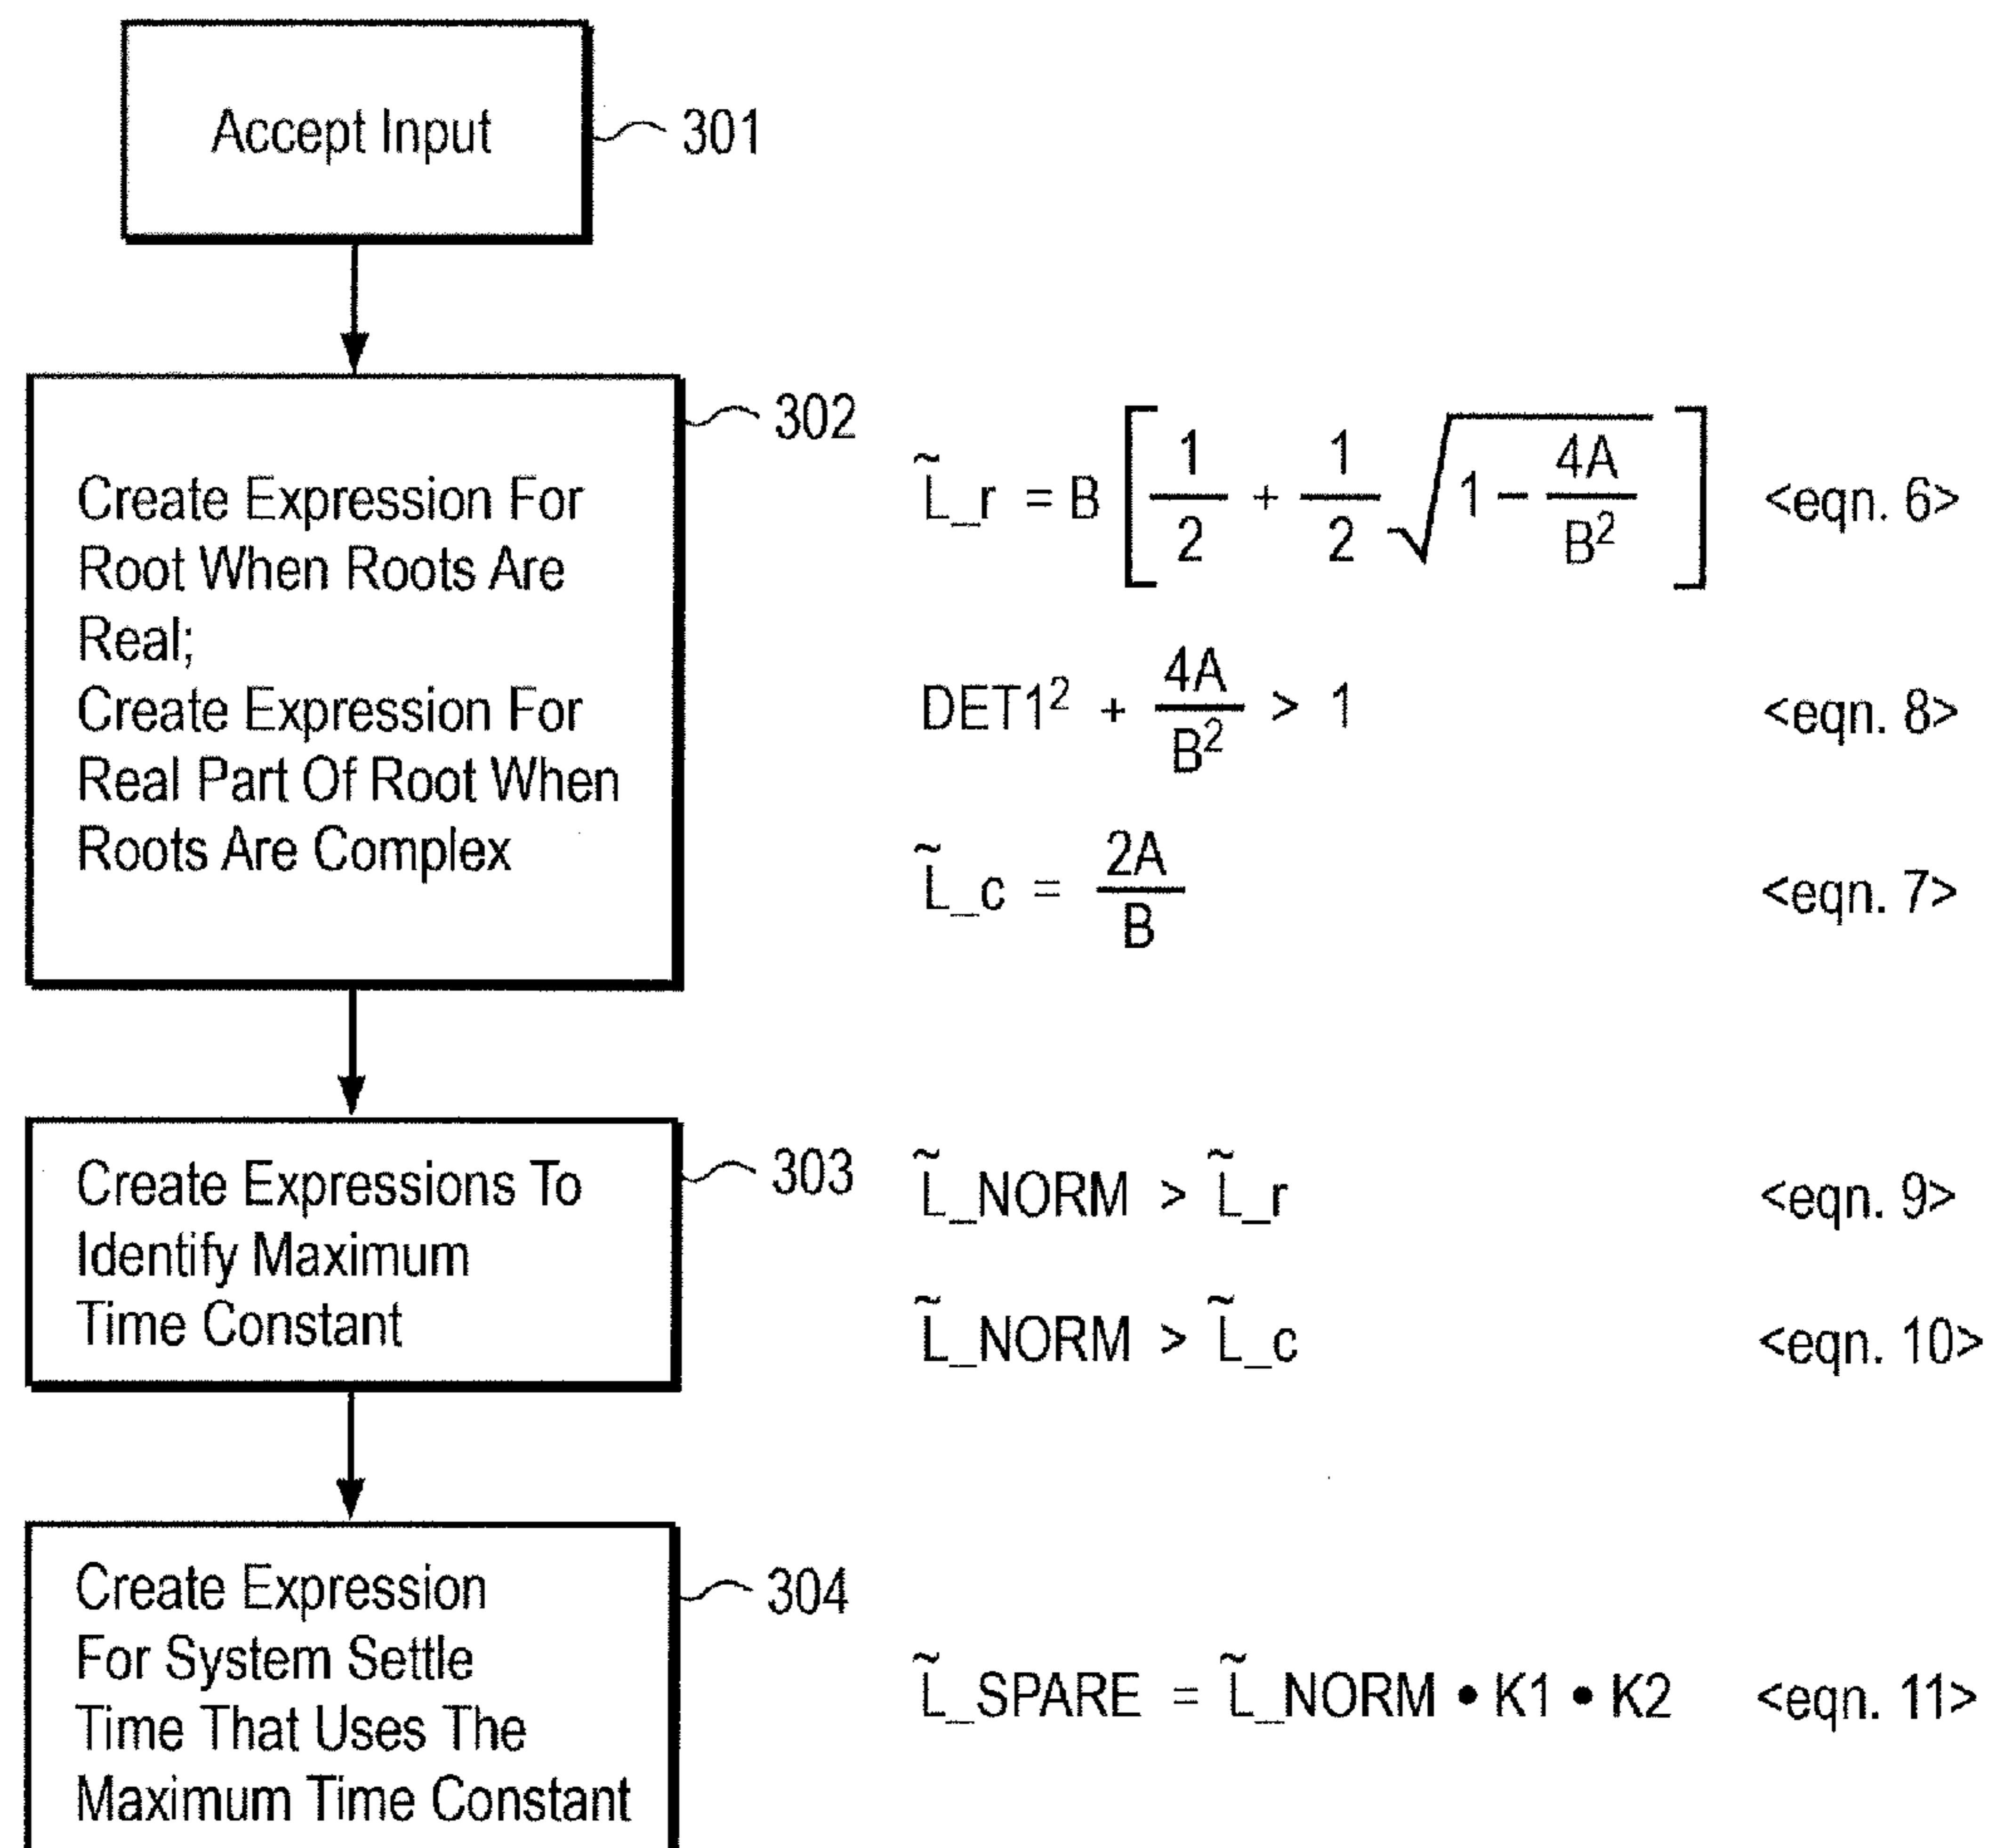 Accept Input
301
302
Create Expression For
Root When Roots Are
Real;
Create Expression For
Real Part Of Root When
Roots Are Complex
L̃_r = B [ 1/2 + 1/2 √(1 − 4A/B²) ] <eqn. 6>
DET1² + 4A/B² > 1 <eqn. 8>
L̃_c = 2A/B <eqn. 7>
303
Create Expressions To
Identify Maximum
Time Constant
L̃_NORM > L̃_r <eqn. 9>
L̃_NORM > L̃_c <eqn. 10>
304
Create Expression
For System Settle
Time That Uses The
Maximum Time Constant
L̃_SPARE = L̃_NORM • K1 • K2 <eqn. 11>